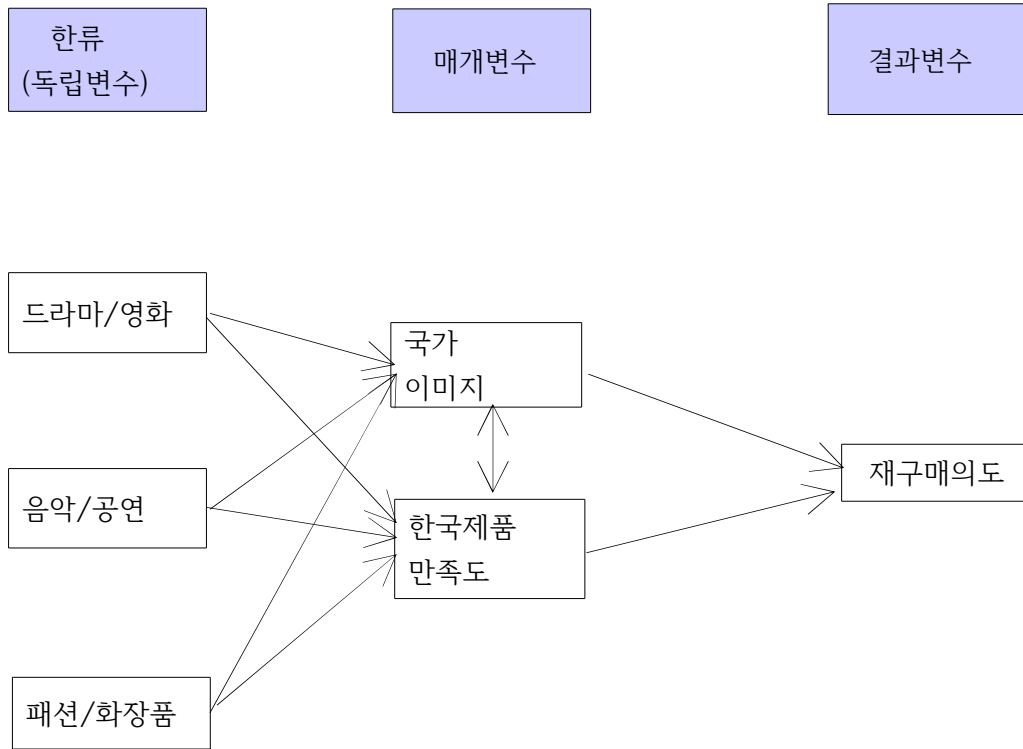 한류
(독립변수)
매개변수
결과변수
드라마/영화
국가
이미지
재구매의도
음악/공연
한국제품
만족도
패션/화장품